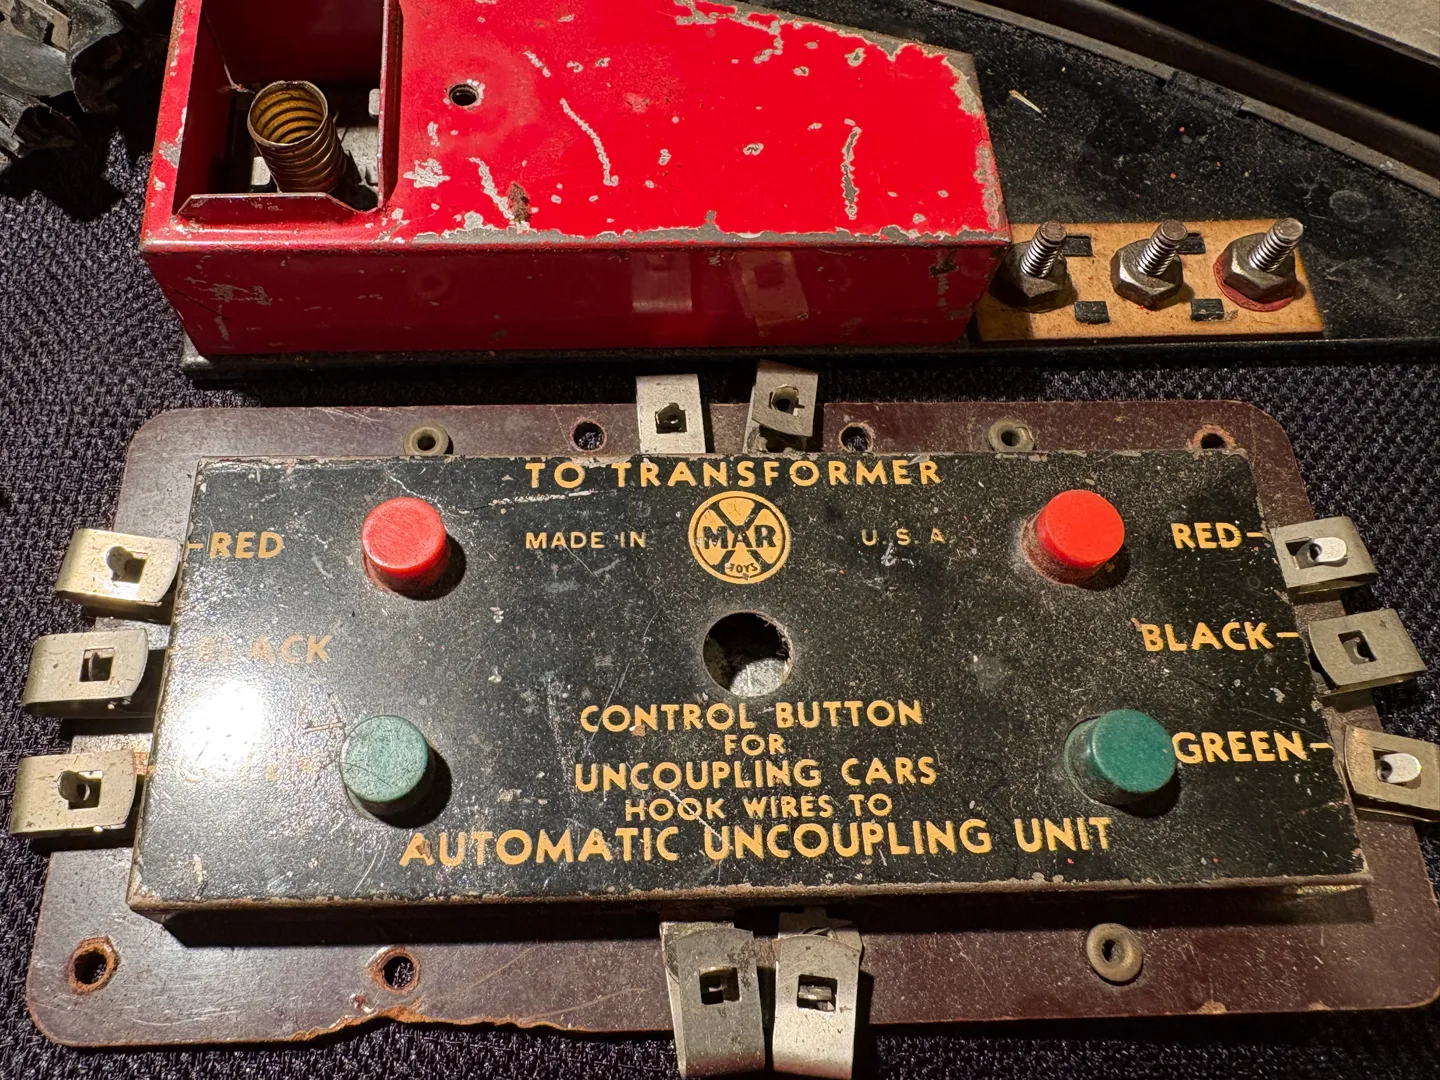 TO TRANSFORMER
-RED
MADE IN
MAR
TOYS
U.S.A
RED-
BLACK
BLACK-
CONTROL BUTTON
FOR
UNCOUPLING CARS
GREEN-
HOOK WIRES TO
AUTOMATIC UNCOUPLING UNIT